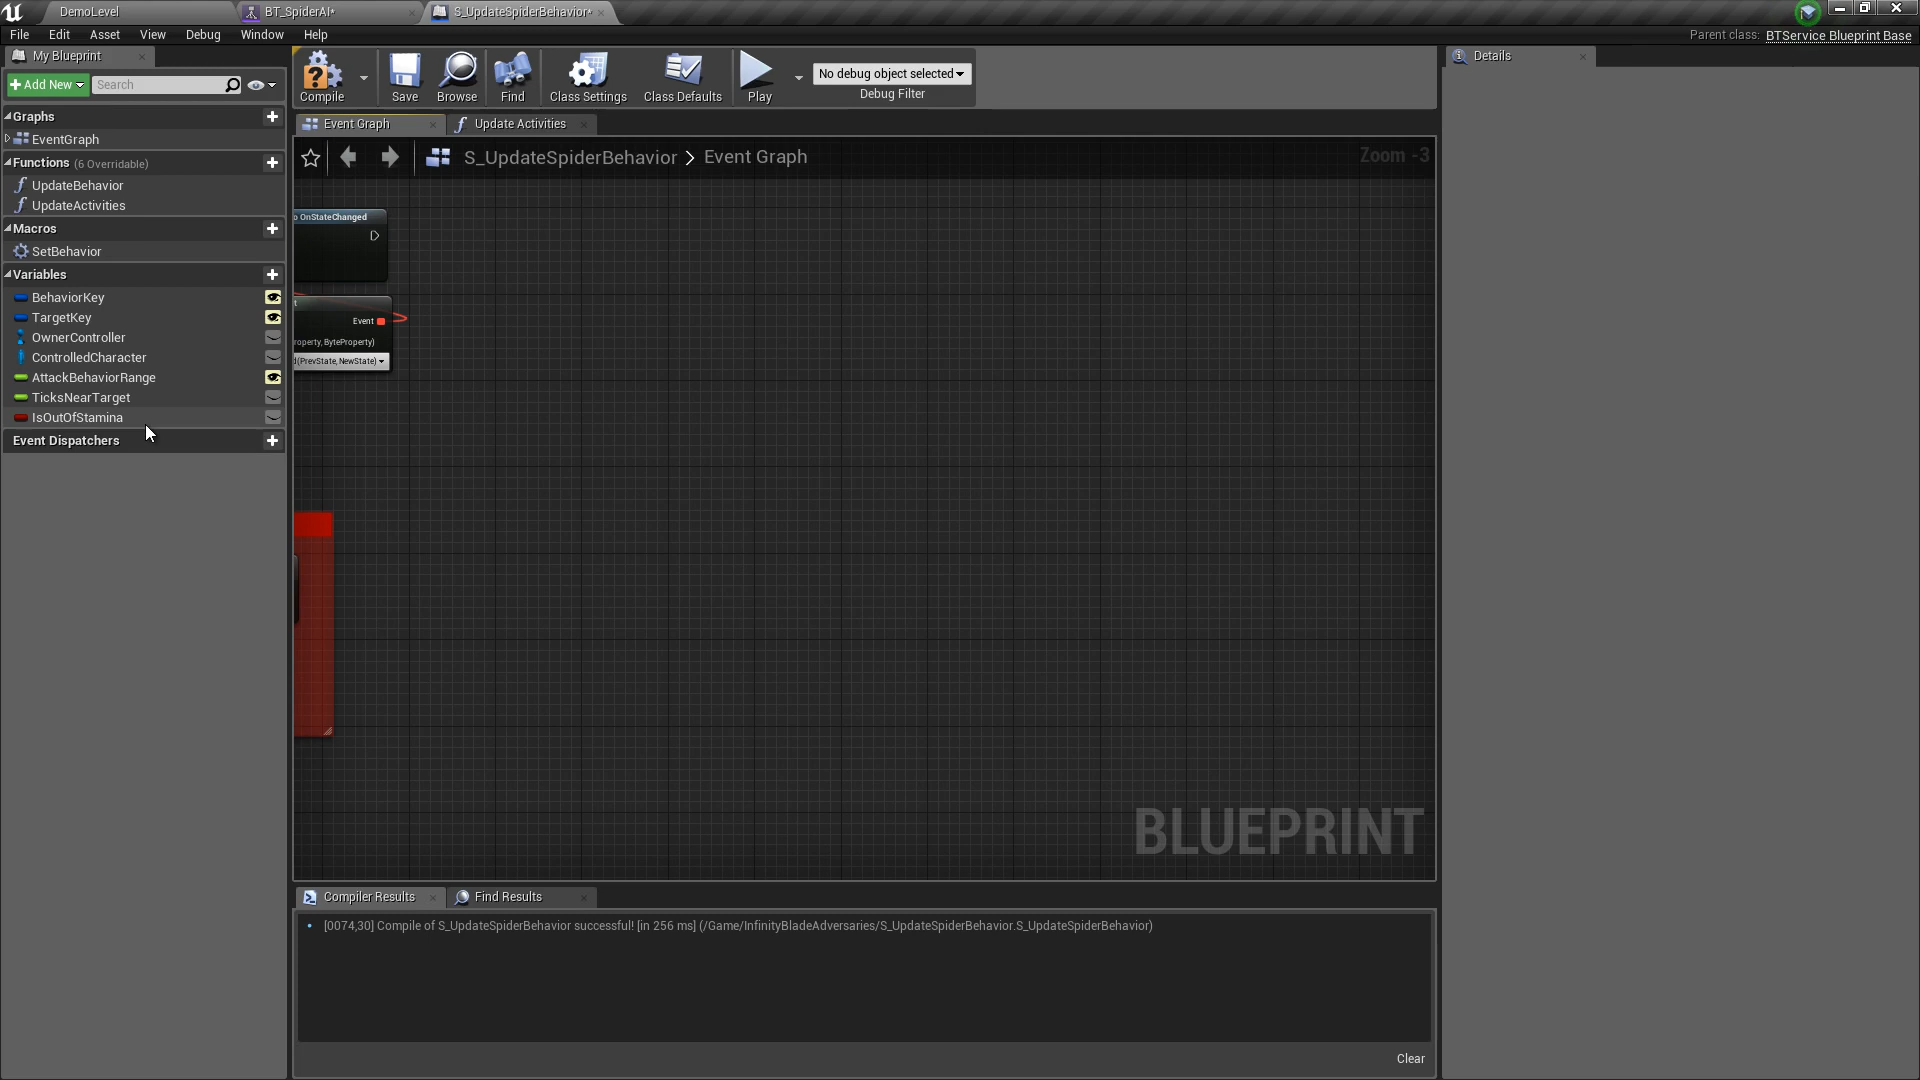 DemoLevel
BT_SpiderAI*
S_UpdateSpiderBehavior*
File Edit Asset View Debug Window Help
Parent class: BTService Blueprint Base
My Blueprint
Details
Add New
Search
Compile
Save
Browse
Find
Class Settings
Class Defaults
Play
No debug object selected
Debug Filter
Graphs
EventGraph
Functions (6 Overridable)
UpdateBehavior
UpdateActivities
Macros
SetBehavior
Variables
BehaviorKey
TargetKey
OwnerController
ControlledCharacter
AttackBehaviorRange
TicksNearTarget
IsOutOfStamina
Event Dispatchers
Event Graph
Update Activities
S_UpdateSpiderBehavior > Event Graph
Zoom -3
o OnStateChanged
t
Event
roperty, ByteProperty)
d(PrevState, NewState)
BLUEPRINT
Compiler Results
Find Results
[0074,30] Compile of S_UpdateSpiderBehavior successful! [in 256 ms] (/Game/InfinityBladeAdversaries/S_UpdateSpiderBehavior.S_UpdateSpiderBehavior)
Clear